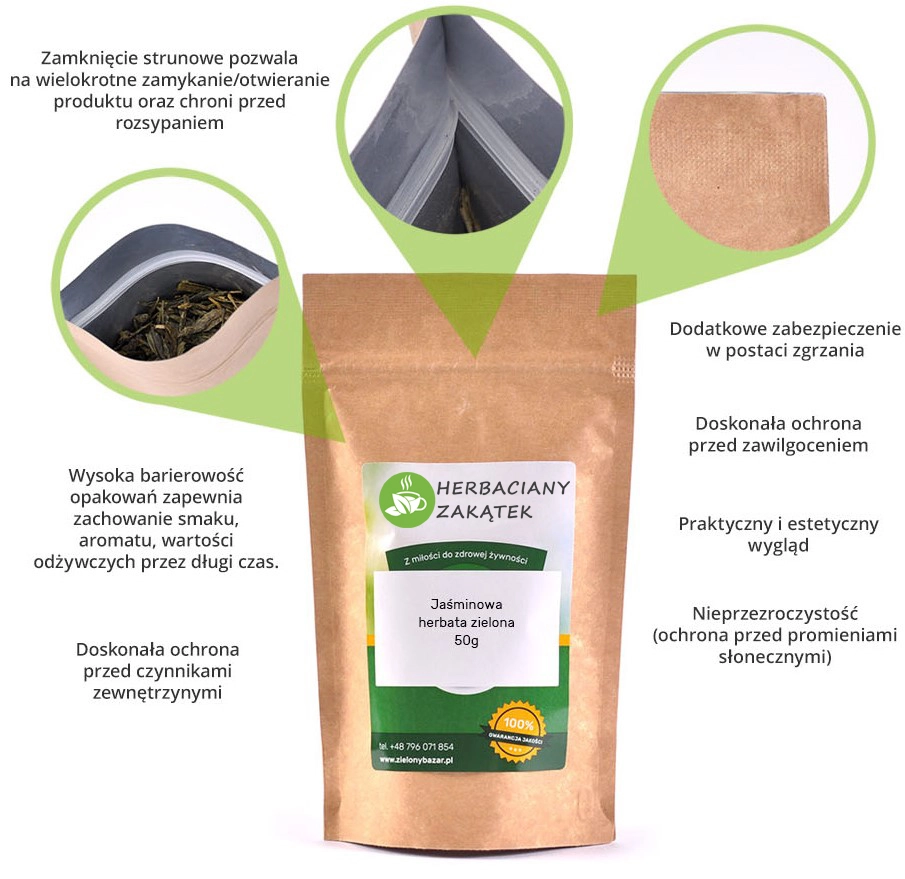 Zamknięcie strunowe pozwala
na wielokrotne zamykanie/otwieranie
produktu oraz chroni przed
rozsypaniem
Dodatkowe zabezpieczenie
w postaci zgrzania
Doskonała ochrona
przed zawilgoceniem
Wysoka barierowość
opakowań zapewnia
zachowanie smaku,
aromatu, wartości
odżywczych przez długi czas.
Praktyczny i estetyczny
wygląd
Nieprzezroczystość
(ochrona przed promieniami
słonecznymi)
Doskonała ochrona
przed czynnikami
zewnętrzynymi
HERBACIANY
ZAKĄTEK
Z miłości do zdrowej żywności
Jaśminowa
herbata zielona
50g
100%
GWARANCJA JAKOŚCI
tel. +48 796 071 854
www.zielonybazar.pl